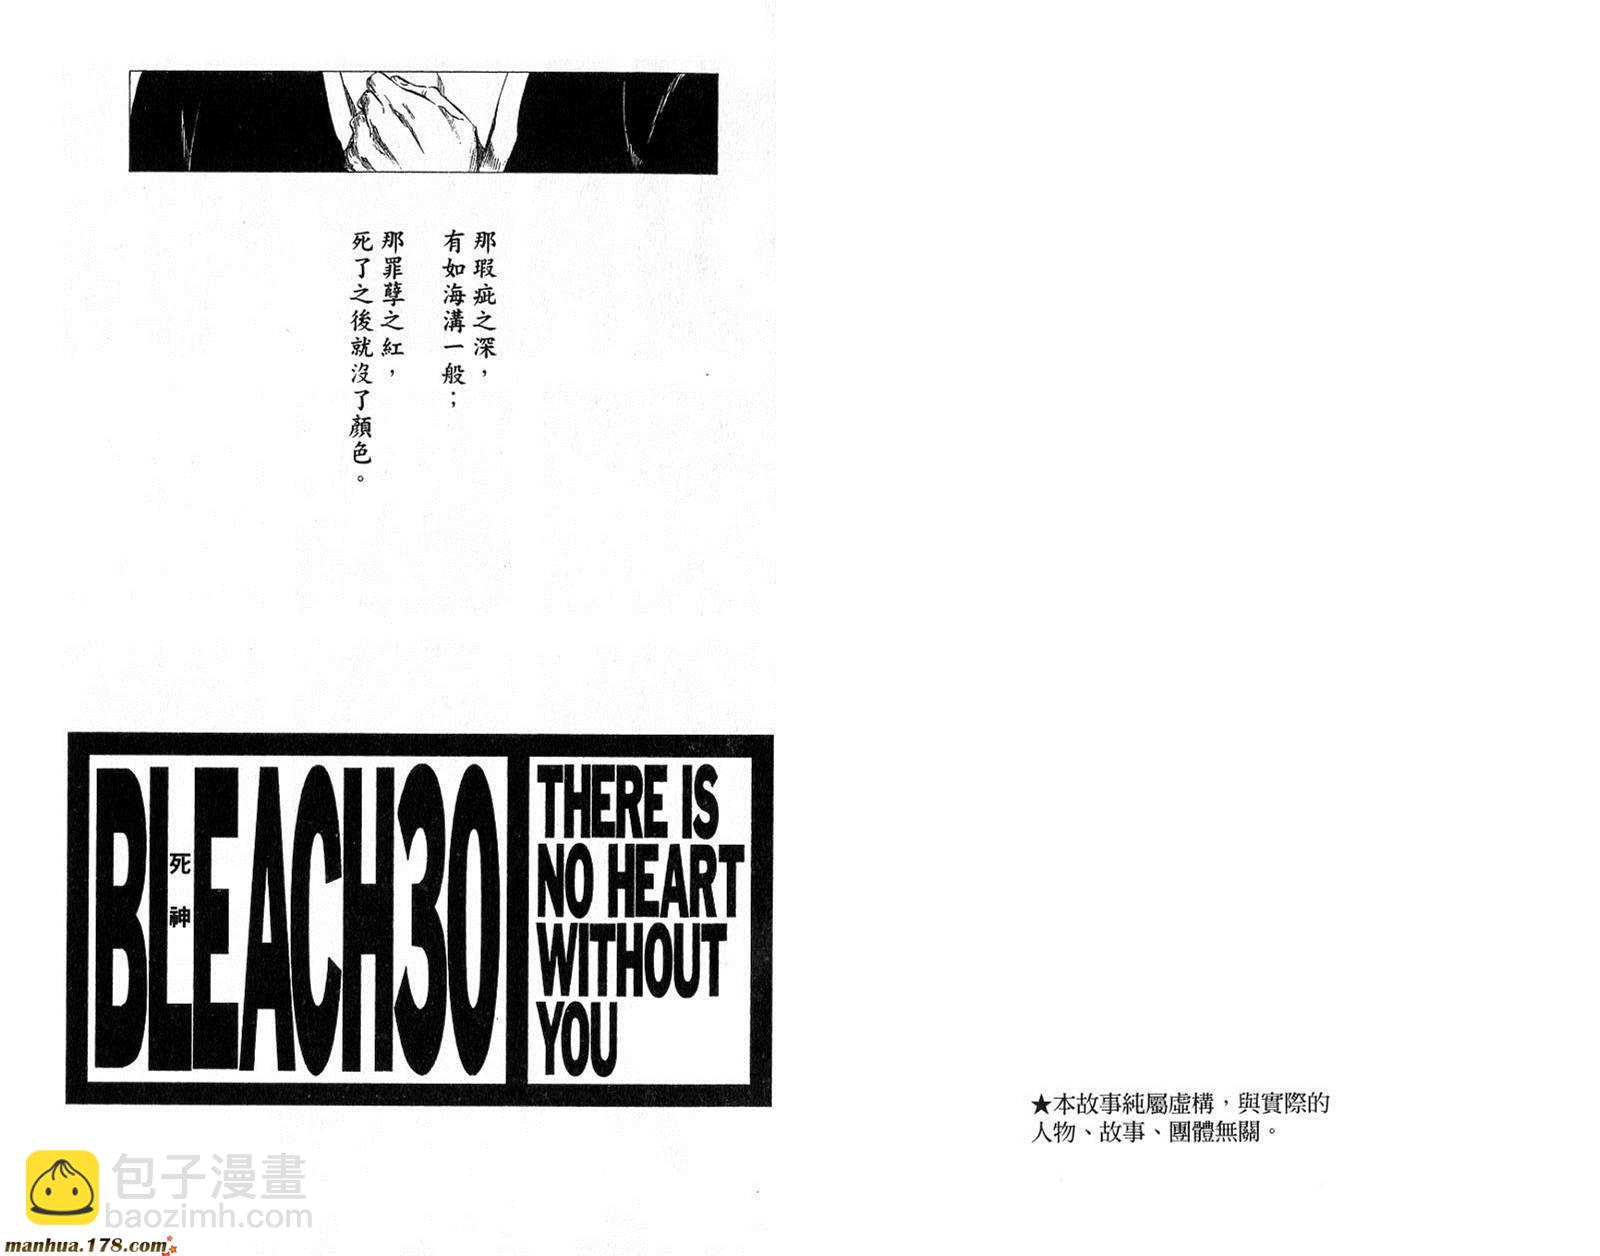 那瑕疵之深，
有如海溝一般；
那罪孽之紅，
死了之後就沒了顏色。
BLEACH30
死神
THERE IS
NO HEART
WITHOUT
YOU
★本故事純屬虛構，與實際的
人物、故事、團體無關。
包子漫畫
baozimh.com
manhua.178.com